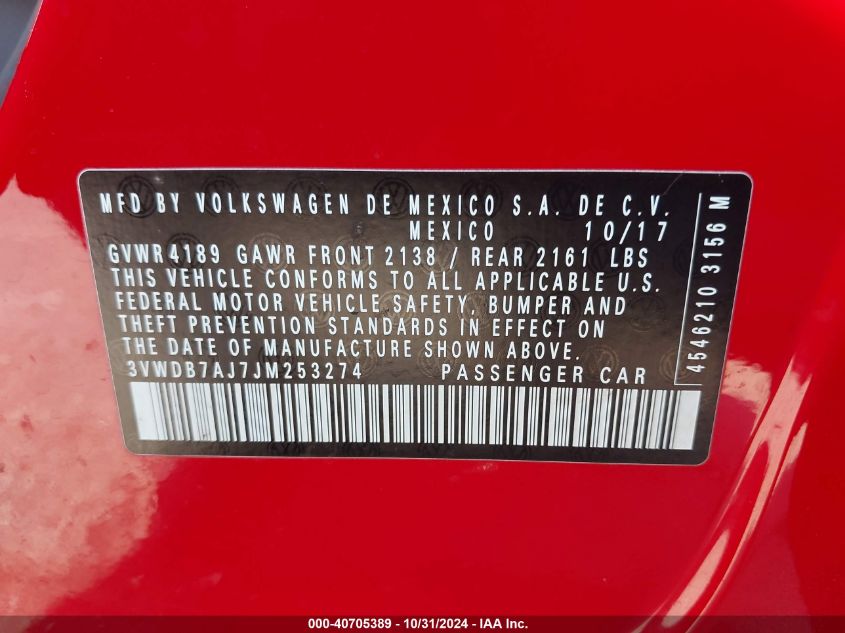 MFD BY VOLKSWAGEN DE MEXICO S.A. DE C.V.
MEXICO 10/17
GVWR4189 GAWR FRONT 2138 / REAR 2161 LBS
THIS VEHICLE CONFORMS TO ALL APPLICABLE U.S.
FEDERAL MOTOR VEHICLE SAFETY, BUMPER AND
THEFT PREVENTION STANDARDS IN EFFECT ON
THE DATE OF MANUFACTURE SHOWN ABOVE.
3VWDB7AJ7JM253274 PASSENGER CAR
4546210 3156 M
000-40705389 - 10/31/2024 - IAA Inc.